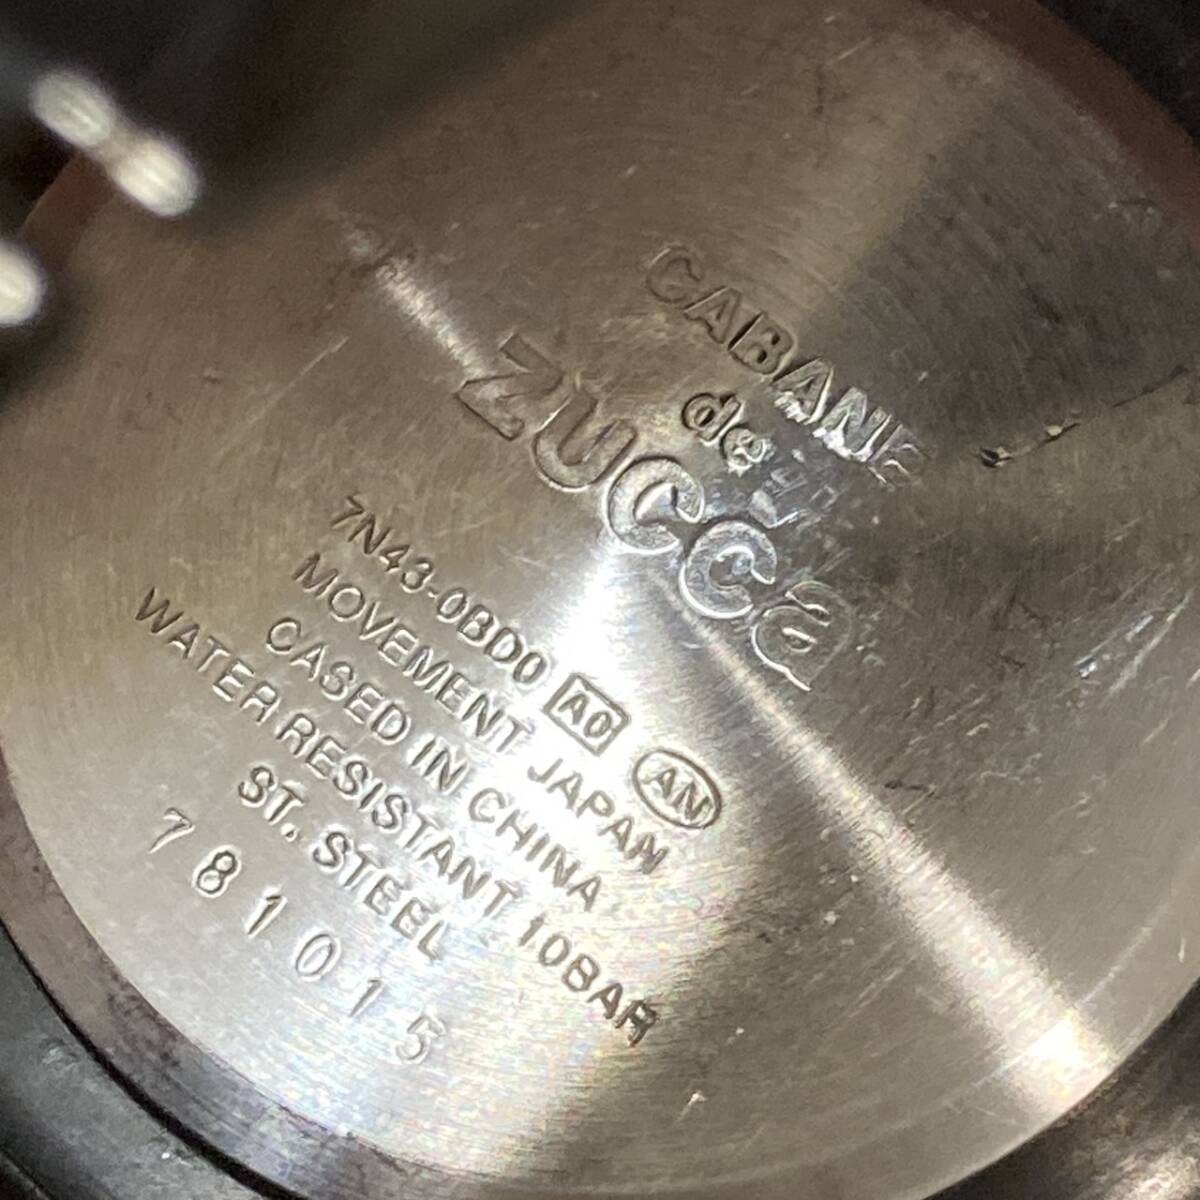 CABANE
de
ZUCCa
7N43-0BD0 A0 AN
MOVEMENT JAPAN
CASED IN CHINA
WATER RESISTANT 10BAR
ST. STEEL
781015